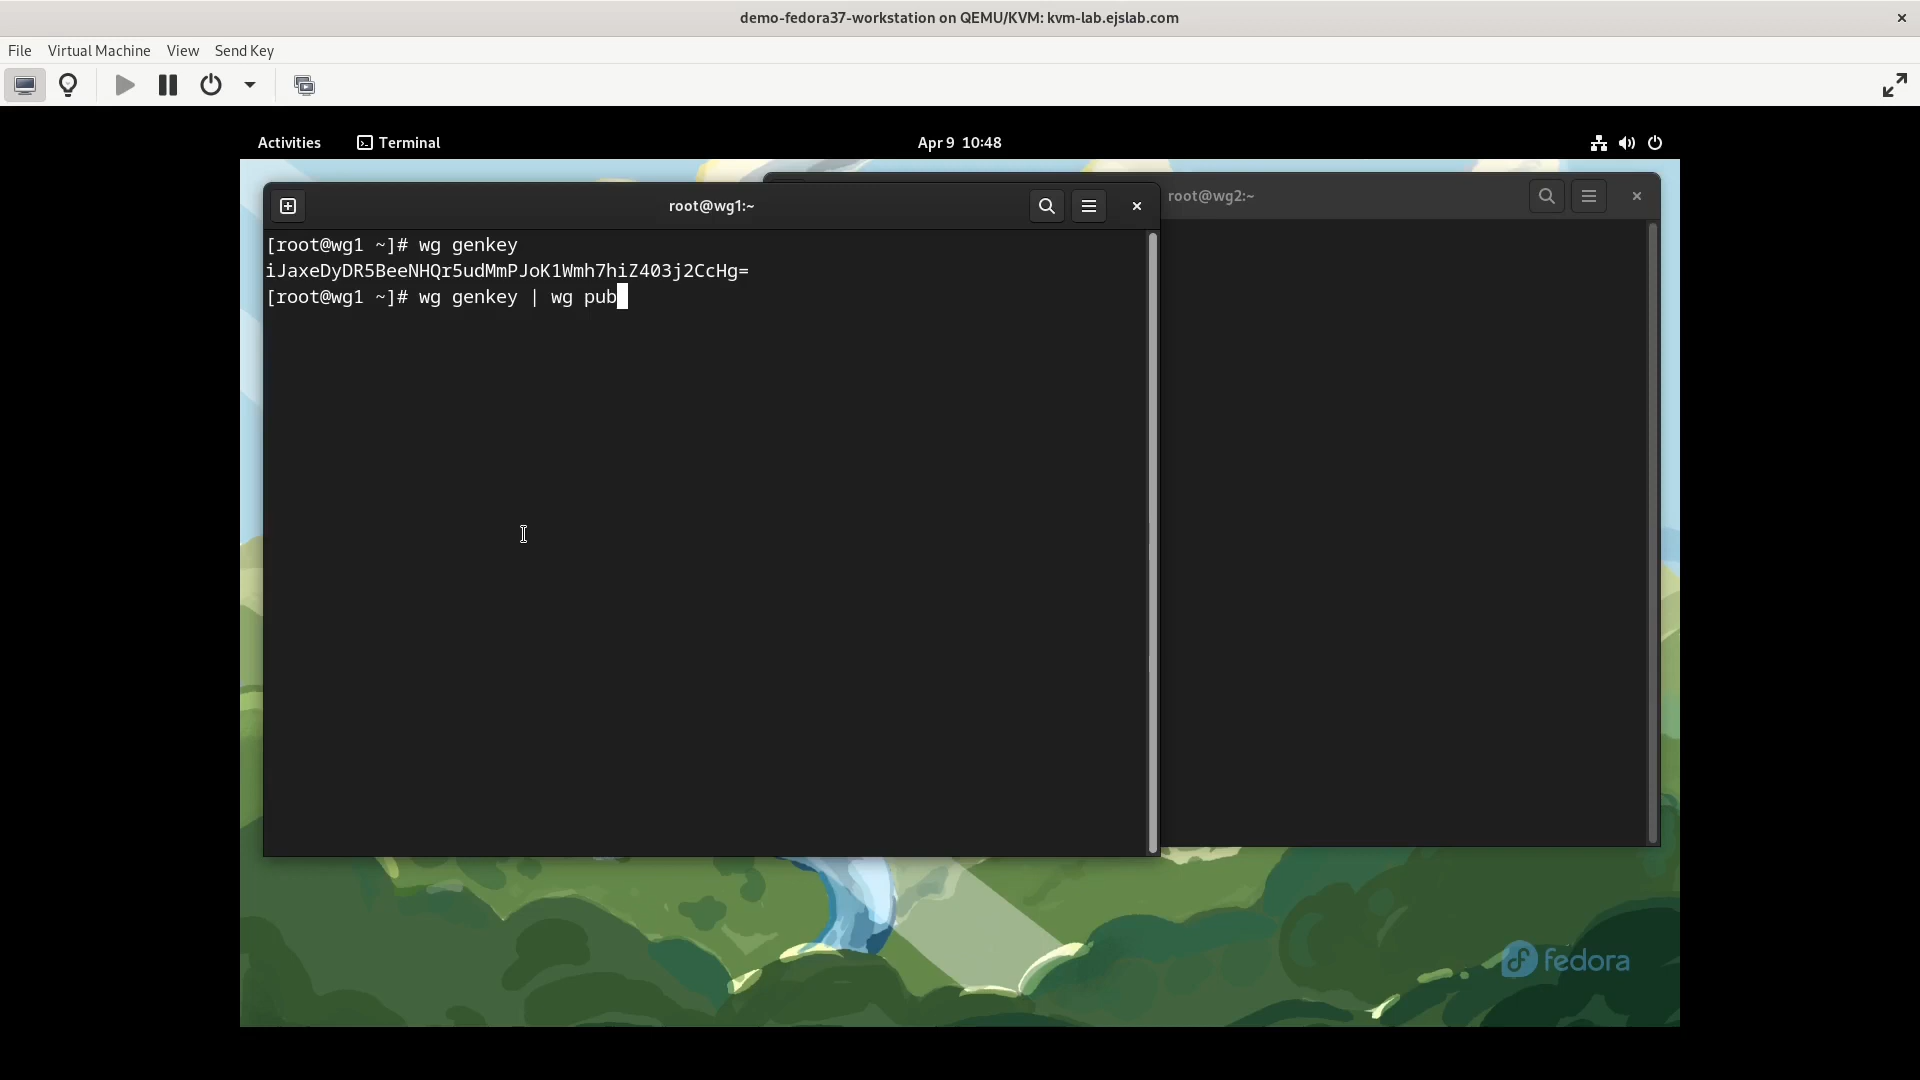 demo-fedora37-workstation on QEMU/KVM: kvm-lab.ejslab.com
File Virtual Machine View Send Key
Activities Terminal Apr 9 10:48
root@wg1:~ root@wg2:~
[root@wg1 ~]# wg genkey
iJaxeDyDR5BeeNHQr5udMmPJoK1Wmh7hiZ403j2CcHg=
[root@wg1 ~]# wg genkey | wg pub
fedora